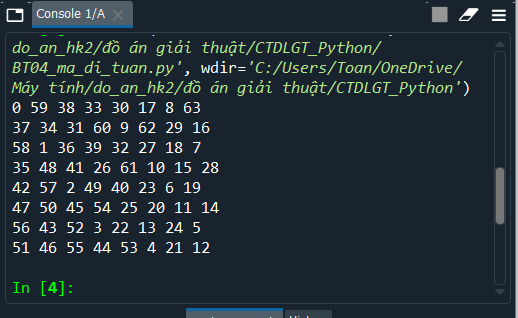 Console 1/A
do_an_hk2/đồ án giải thuật/CTDLGT_Python/
BT04_ma_di_tuan.py', wdir='C:/Users/Toan/OneDrive/
Máy tính/do_an_hk2/đồ án giải thuật/CTDLGT_Python')
0 59 38 33 30 17 8 63
37 34 31 60 9 62 29 16
58 1 36 39 32 27 18 7
35 48 41 26 61 10 15 28
42 57 2 49 40 23 6 19
47 50 45 54 25 20 11 14
56 43 52 3 22 13 24 5
51 46 55 44 53 4 21 12
In [4]: